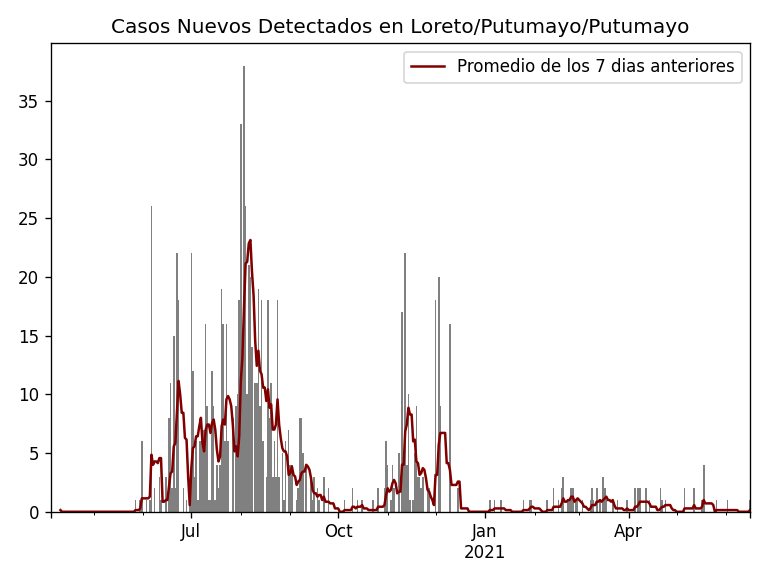 Casos Nuevos Detectados en Loreto/Putumayo/Putumayo
Promedio de los 7 dias anteriores
35
30
25
20
15
10
5
0
Jul
Oct
Jan
2021
Apr